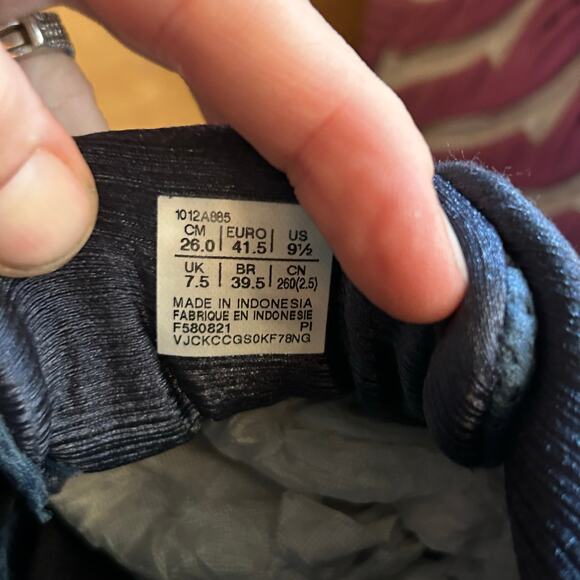 1012A885
CM | EURO | US
26.0 | 41.5 | 9½
UK | BR | CN
7.5 | 39.5 | 260(2.5)
MADE IN INDONESIA
FABRIQUE EN INDONESIE
F580821 PI
VJCKCCGS0KF78NG